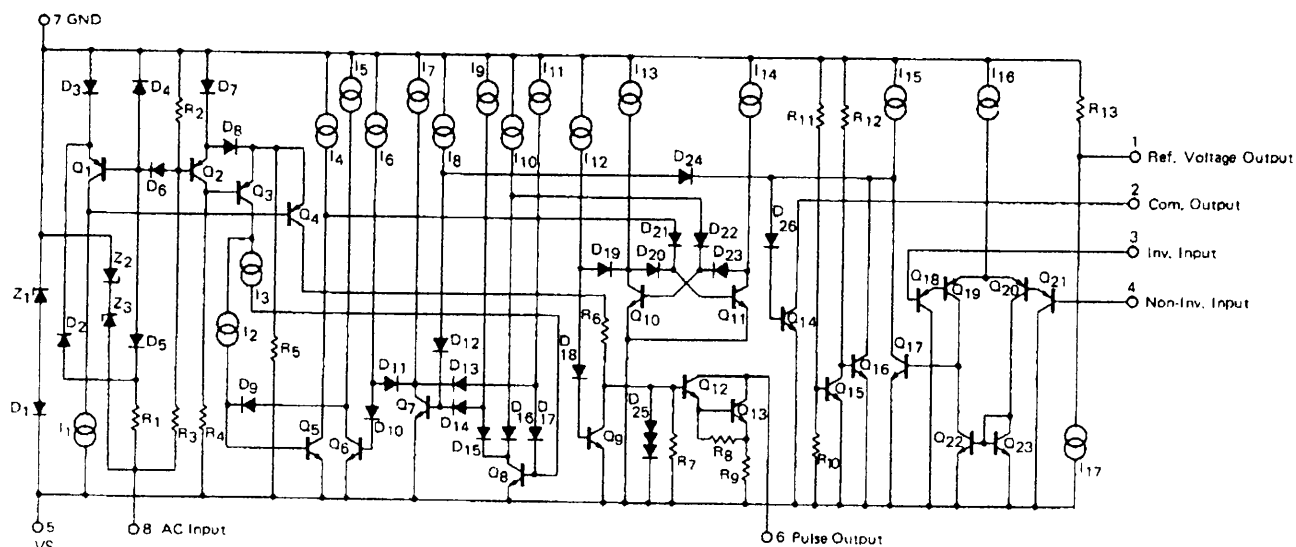 7 GND
I5
I7
I9
I11
I13
I14
I15
I16
D3
D4
R2
D7
R11
R12
R13
D8
I4
I6
I8
I10
I12
1
Ref. Voltage Output
Q1
D6
Q2
Q3
D24
2
Com. Output
Q4
D21
D22
D26
3
Inv. Input
Z2
D19
D20
D23
Q18
Q19
Q20
Q21
4
Non-Inv. Input
Z1
Z3
I3
Q10
Q11
Q14
D2
D5
I2
R5
R6
D12
D18
Q15
Q16
Q17
D1
I1
R1
R3
R4
D9
Q5
Q6
D11
D10
D13
Q7
D14
D15
D16
D17
Q8
Q9
D25
R7
Q12
Q13
R8
R9
R10
Q22
Q23
I17
5
VS
8 AC Input
6 Pulse Output